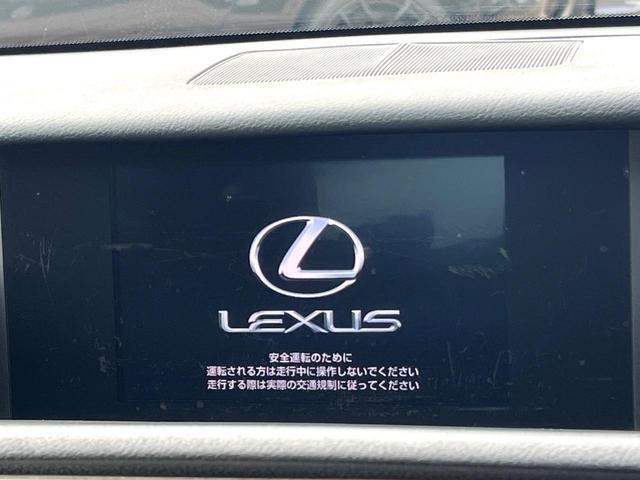 LEXUS
安全運転のために
運転される方は走行中に操作しないでください
走行する際は実際の交通規制に従ってください